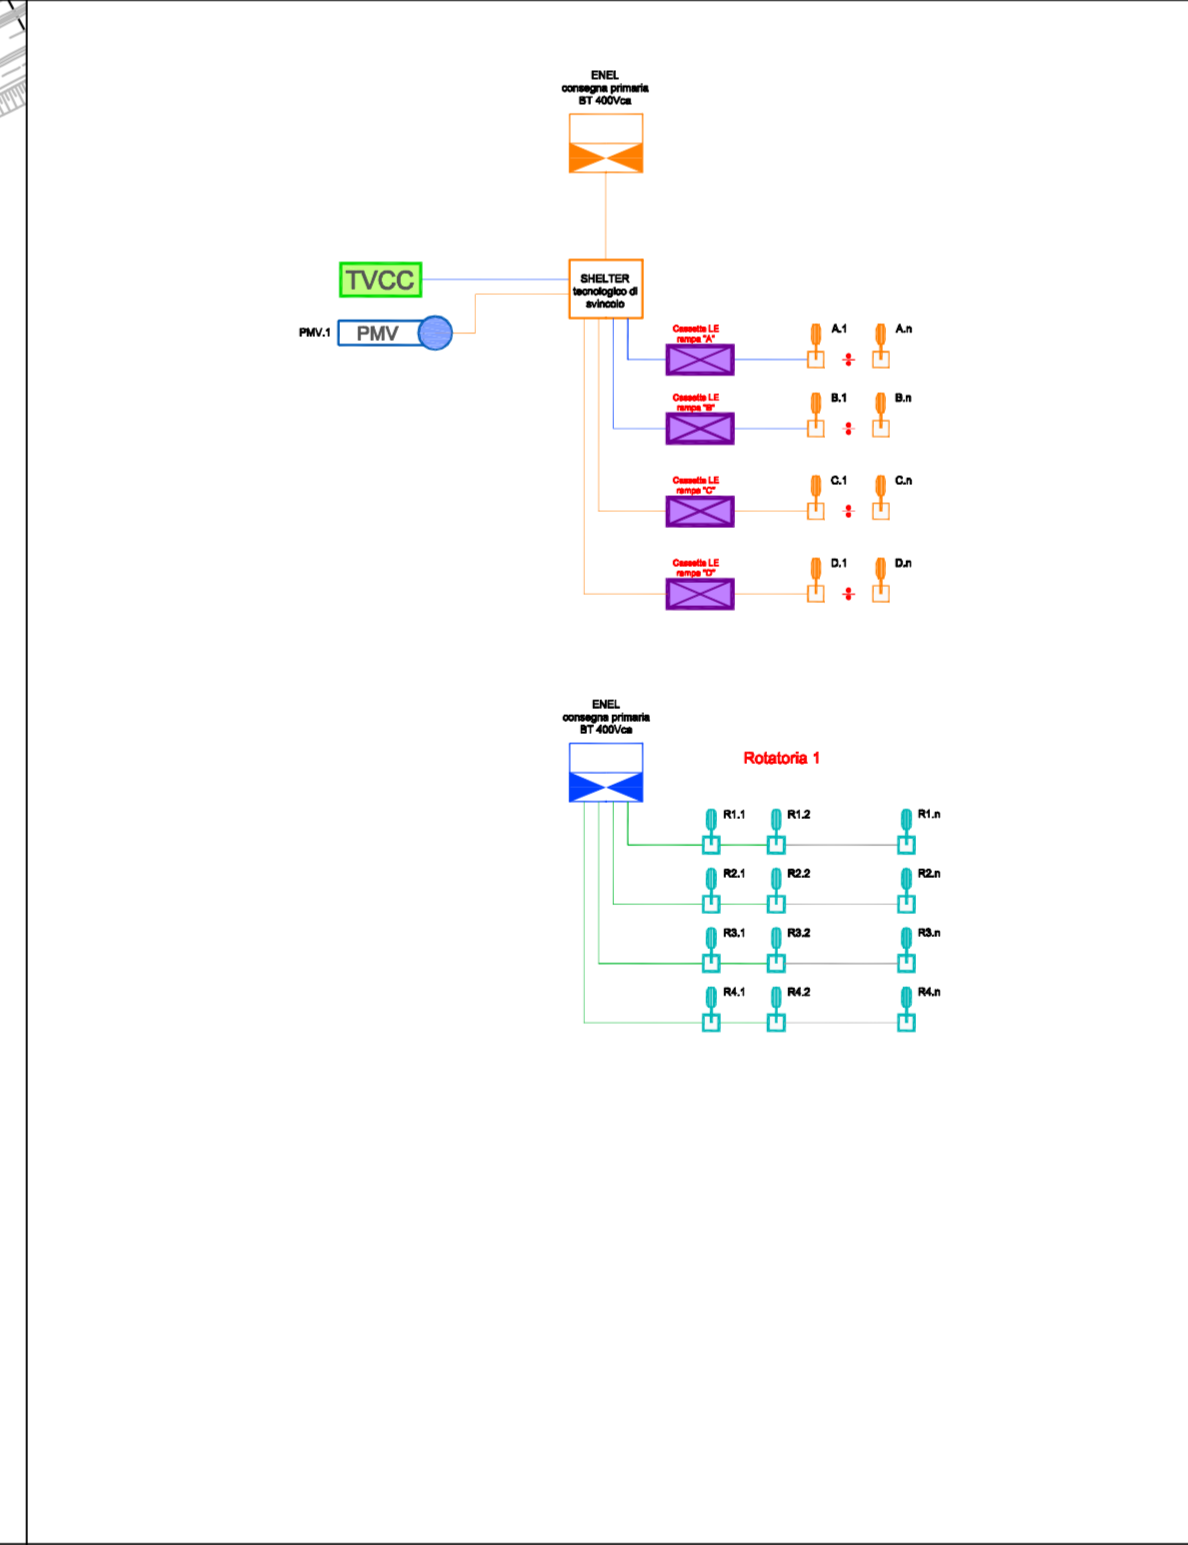 ENEL
consegna primaria
BT 400Vca
TVCC
SHELTER
tecnologico di
svincolo
PMV.1
PMV
Cassetta LE
rampa "A"
A.1
A.n
Cassetta LE
rampa "B"
B.1
B.n
Cassetta LE
rampa "C"
C.1
C.n
Cassetta LE
rampa "D"
D.1
D.n
ENEL
consegna primaria
BT 400Vca
Rotatoria 1
R1.1
R1.2
R1.n
R2.1
R2.2
R2.n
R3.1
R3.2
R3.n
R4.1
R4.2
R4.n